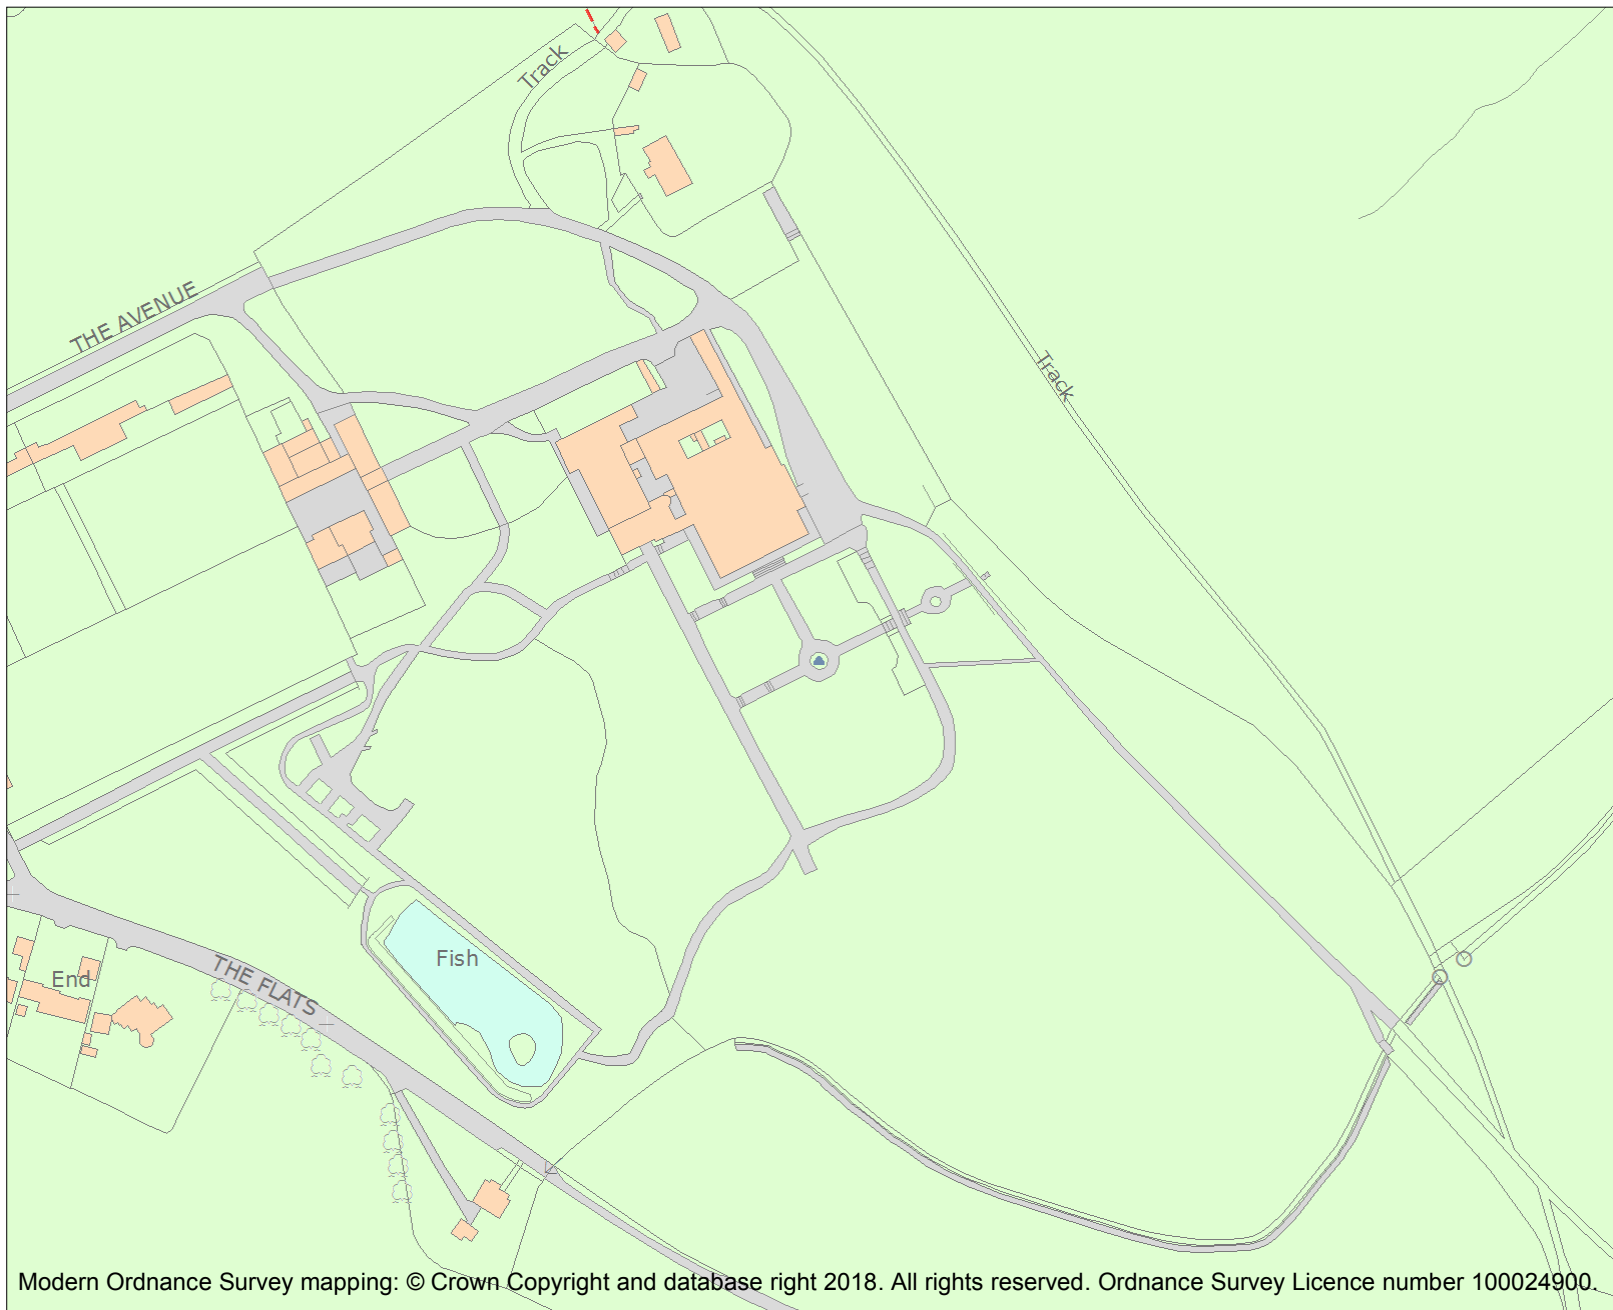 Track
THE AVENUE
Track
Fish
End
THE FLATS
Modern Ordnance Survey mapping: © Crown Copyright and database right 2018. All rights reserved. Ordnance Survey Licence number 100024900.